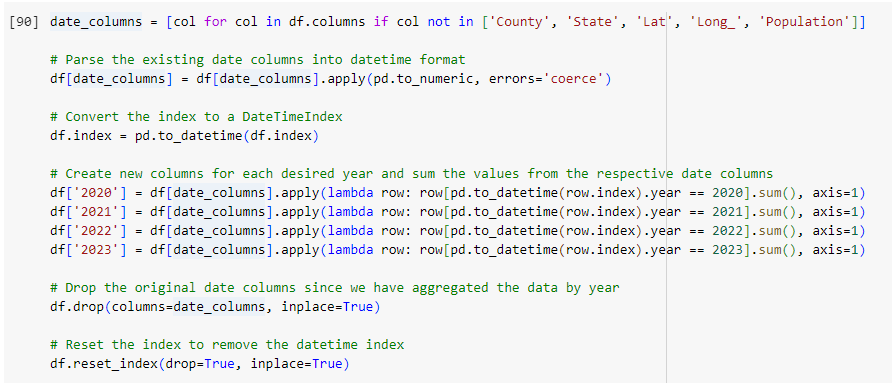 [90] date_columns = [col for col in df.columns if col not in ['County', 'State', 'Lat', 'Long_', 'Population']]
# Parse the existing date columns into datetime format
df[date_columns] = df[date_columns].apply(pd.to_numeric, errors='coerce')
# Convert the index to a DateTimeIndex
df.index = pd.to_datetime(df.index)
# Create new columns for each desired year and sum the values from the respective date columns
df['2020'] = df[date_columns].apply(lambda row: row[pd.to_datetime(row.index).year == 2020].sum(), axis=1)
df['2021'] = df[date_columns].apply(lambda row: row[pd.to_datetime(row.index).year == 2021].sum(), axis=1)
df['2022'] = df[date_columns].apply(lambda row: row[pd.to_datetime(row.index).year == 2022].sum(), axis=1)
df['2023'] = df[date_columns].apply(lambda row: row[pd.to_datetime(row.index).year == 2023].sum(), axis=1)
# Drop the original date columns since we have aggregated the data by year
df.drop(columns=date_columns, inplace=True)
# Reset the index to remove the datetime index
df.reset_index(drop=True, inplace=True)